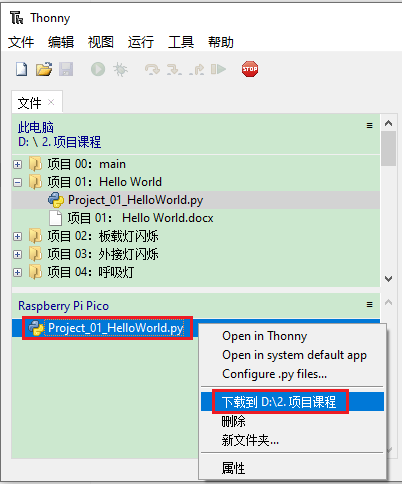 Thonny
文件 编辑 视图 运行 工具 帮助
STOP
文件 ×
此电脑
D: \ 2. 项目课程
项目 00：main
项目 01：Hello World
Project_01_HelloWorld.py
项目 01： Hello World.docx
项目 02：板载灯闪烁
项目 03：外接灯闪烁
项目 04：呼吸灯
Raspberry Pi Pico
Project_01_HelloWorld.py
Open in Thonny
Open in system default app
Configure .py files...
下载到 D:\2. 项目课程
删除
新文件夹...
属性